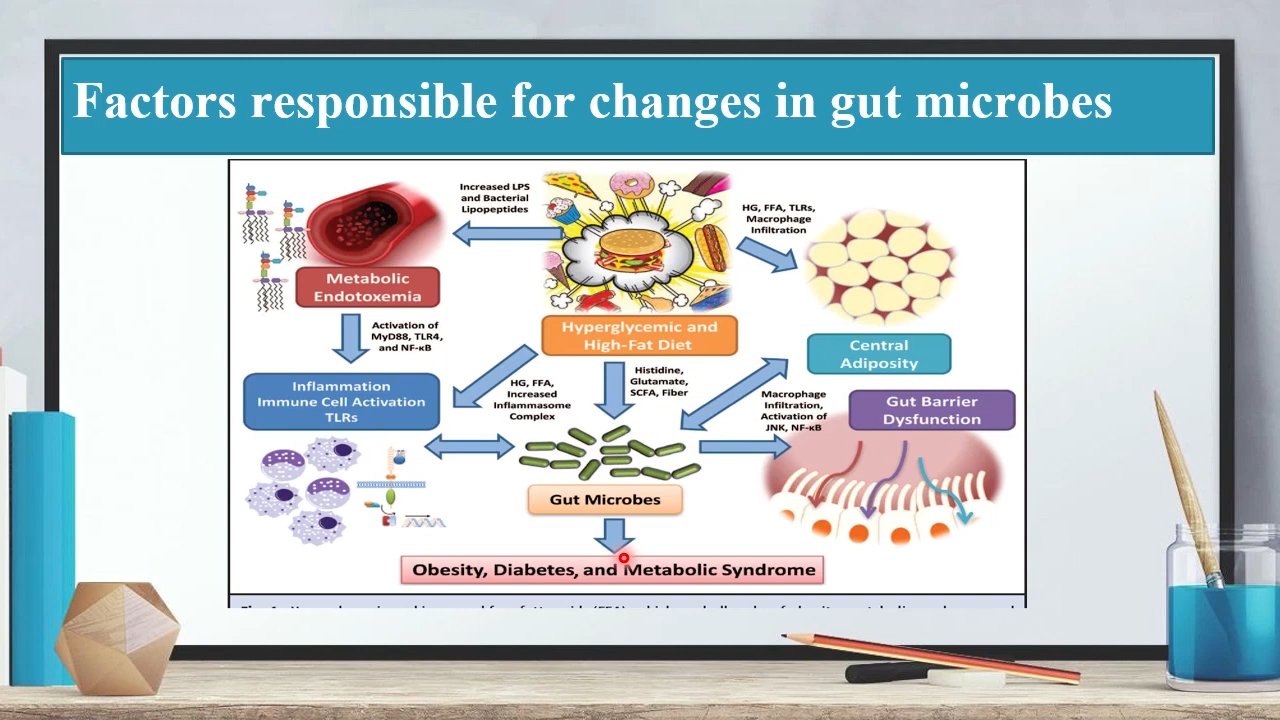 Factors responsible for changes in gut microbes
Increased LPS
and Bacterial
Lipopeptides
HG, FFA, TLRs,
Macrophage
Infiltration
Metabolic
Endotoxemia
Hyperglycemic and
High-Fat Diet
Central
Adiposity
Activation of
MyD88, TLR4,
and NF-κB
Inflammation
Immune Cell Activation
TLRs
HG, FFA,
Increased
Inflammasome
Complex
Histidine,
Glutamate,
SCFA, Fiber
Macrophage
Infiltration,
Activation of
JNK, NF-κB
Gut Barrier
Dysfunction
Gut Microbes
Obesity, Diabetes, and Metabolic Syndrome